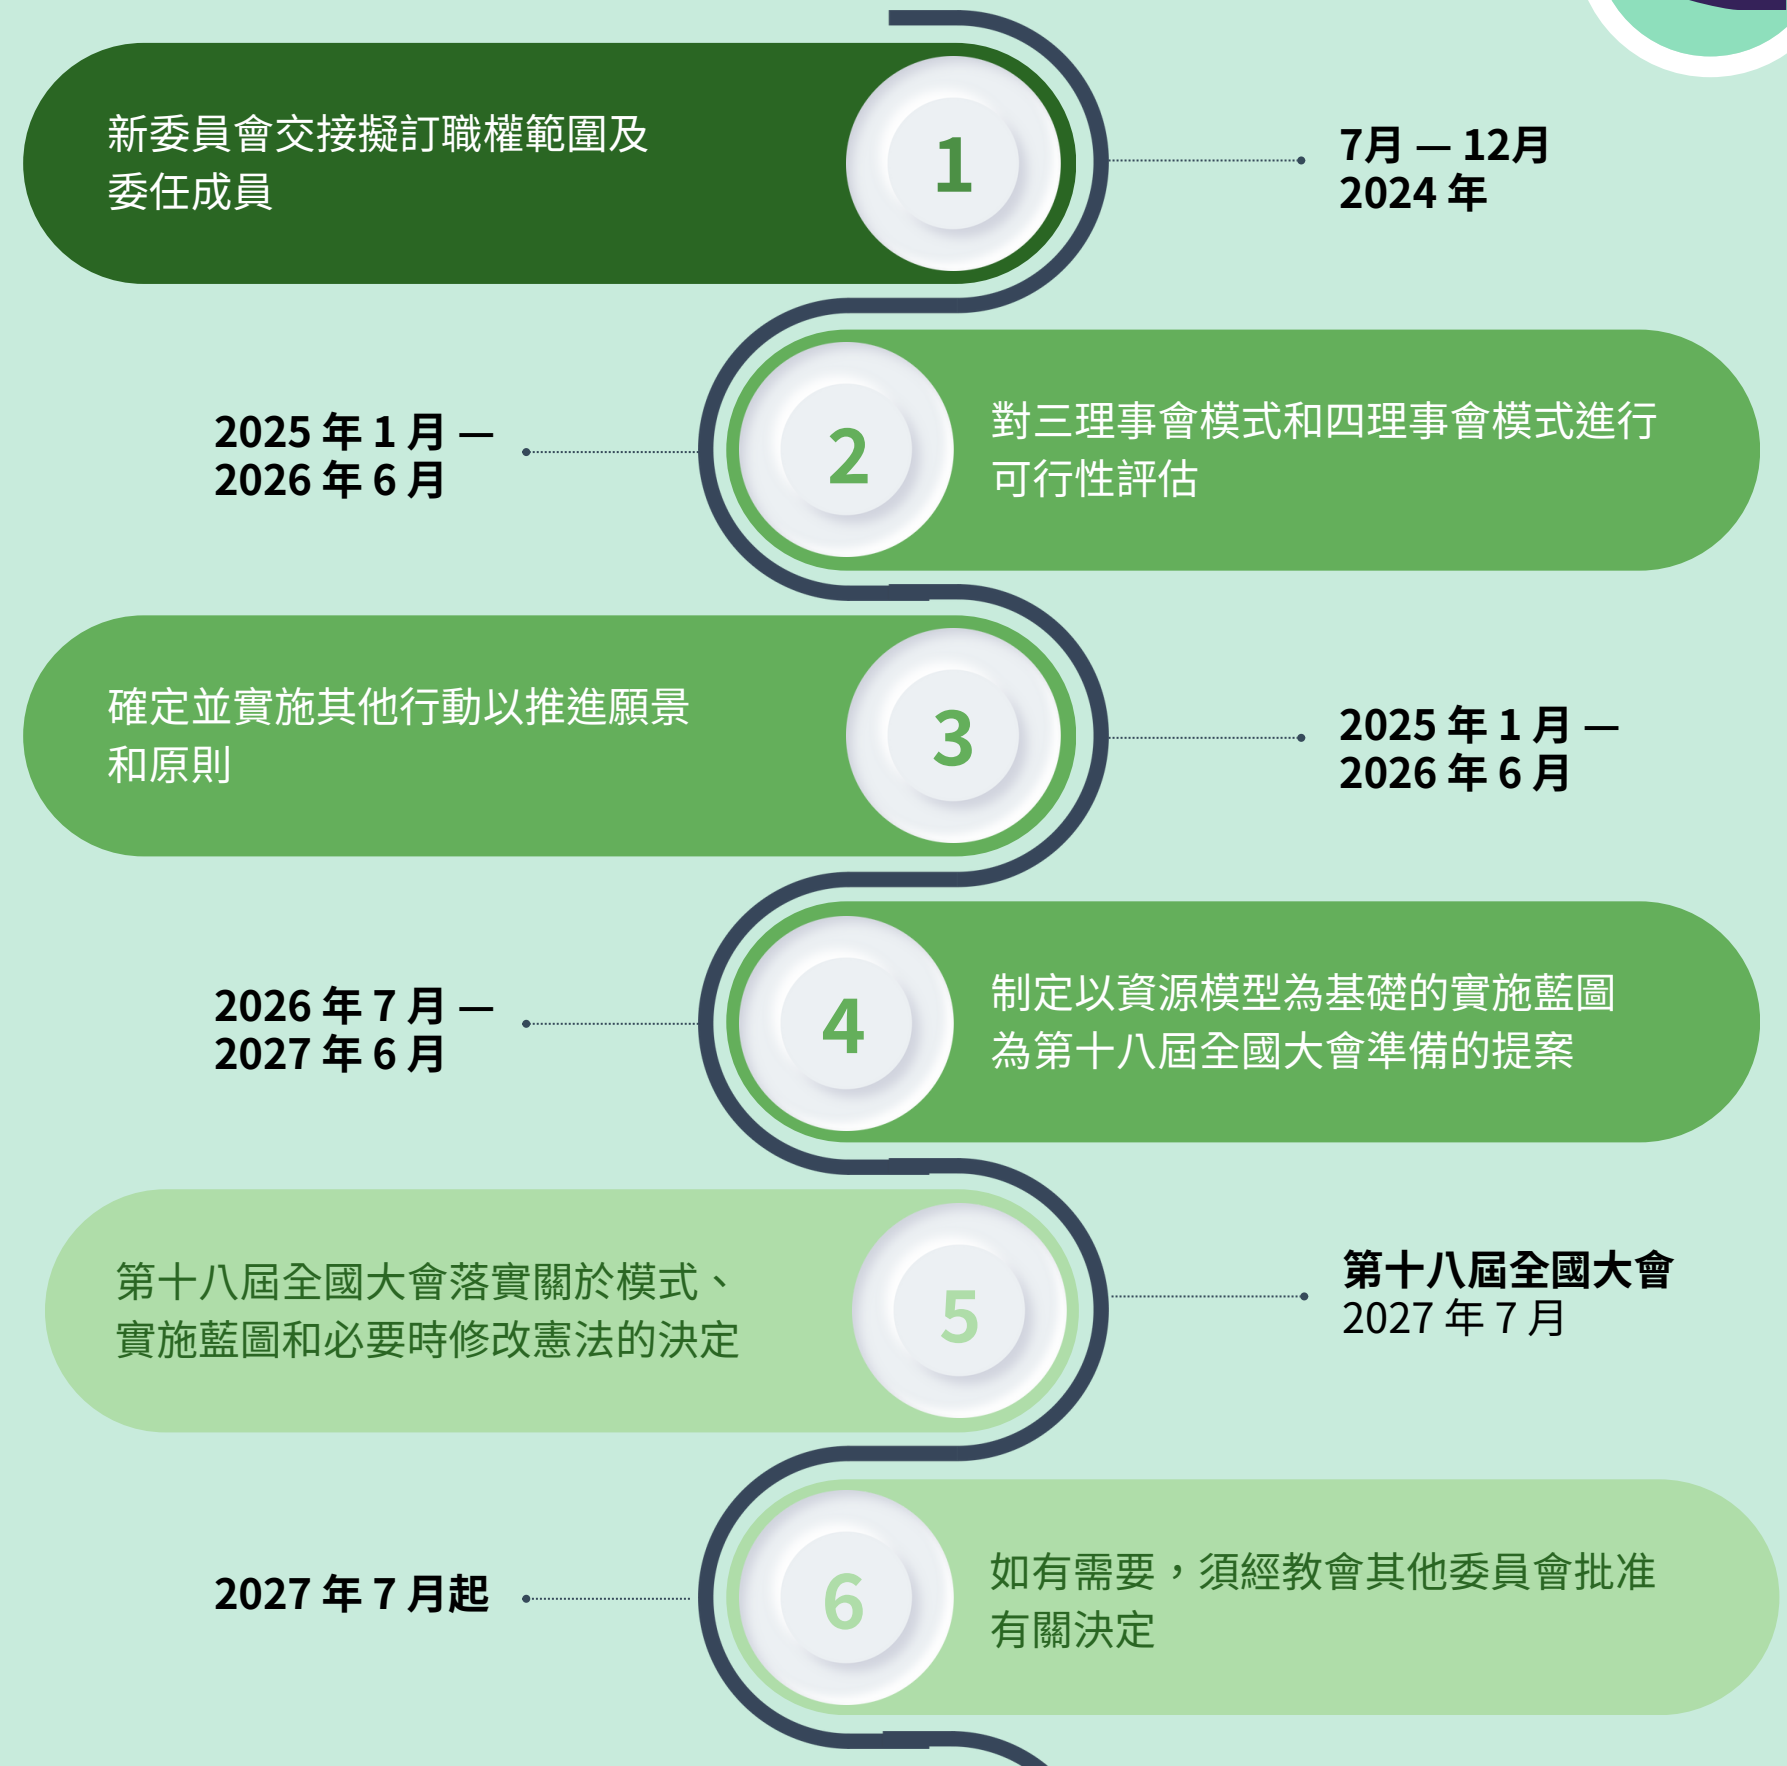 新委員會交接擬訂職權範圍及
委任成員
1
7月 — 12月
2024 年
2025 年 1 月 —
2026 年 6 月
2
對三理事會模式和四理事會模式進行
可行性評估
確定並實施其他行動以推進願景
和原則
3
2025 年 1 月 —
2026 年 6 月
2026 年 7 月 —
2027 年 6 月
4
制定以資源模型為基礎的實施藍圖
為第十八屆全國大會準備的提案
第十八屆全國大會落實關於模式、
實施藍圖和必要時修改憲法的決定
5
第十八屆全國大會
2027 年 7 月
2027 年 7 月起
6
如有需要，須經教會其他委員會批准
有關決定